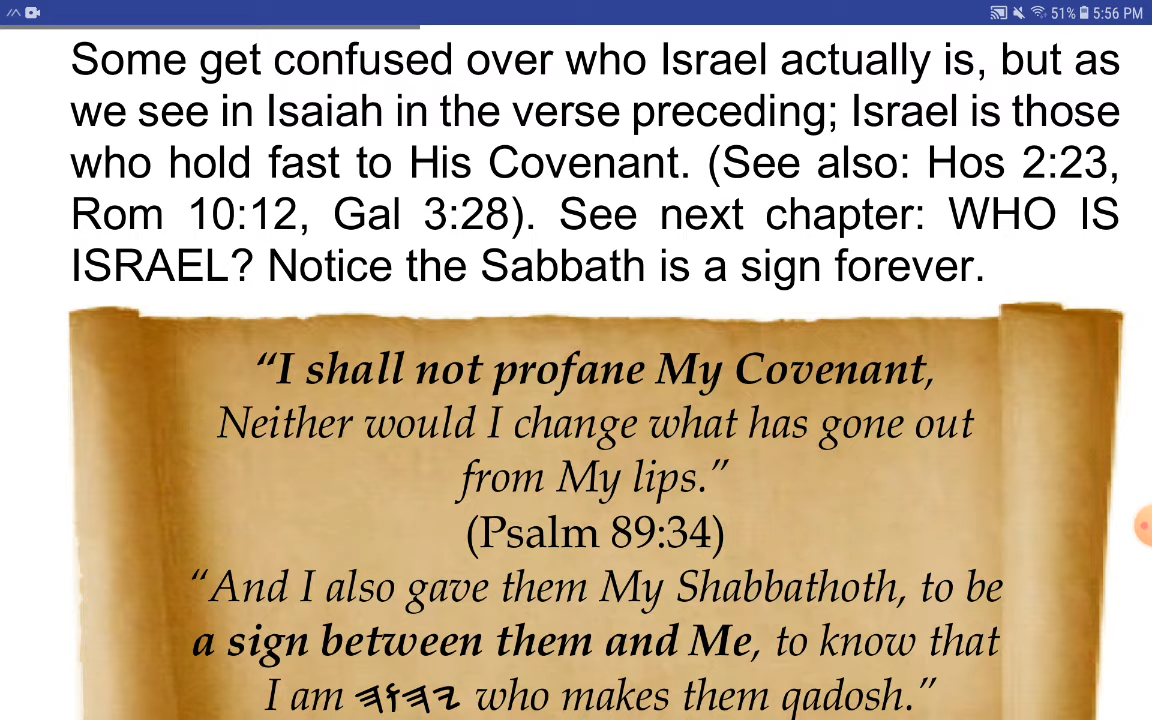 51% 5:56 PM
Some get confused over who Israel actually is, but as
we see in Isaiah in the verse preceding; Israel is those
who hold fast to His Covenant. (See also: Hos 2:23,
Rom 10:12, Gal 3:28). See next chapter: WHO IS
ISRAEL? Notice the Sabbath is a sign forever.
“I shall not profane My Covenant,
Neither would I change what has gone out
from My lips.”
(Psalm 89:34)
“And I also gave them My Shabbathoth, to be
a sign between them and Me, to know that
I am 𐤉𐤄𐤅𐤄 who makes them qadosh.”